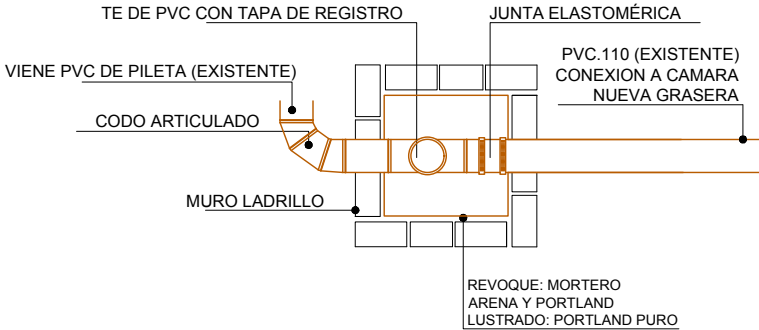 TE DE PVC CON TAPA DE REGISTRO
JUNTA ELASTOMÉRICA
PVC.110 (EXISTENTE)
CONEXION A CAMARA
NUEVA GRASERA
VIENE PVC DE PILETA (EXISTENTE)
CODO ARTICULADO
MURO LADRILLO
REVOQUE: MORTERO
ARENA Y PORTLAND
LUSTRADO: PORTLAND PURO